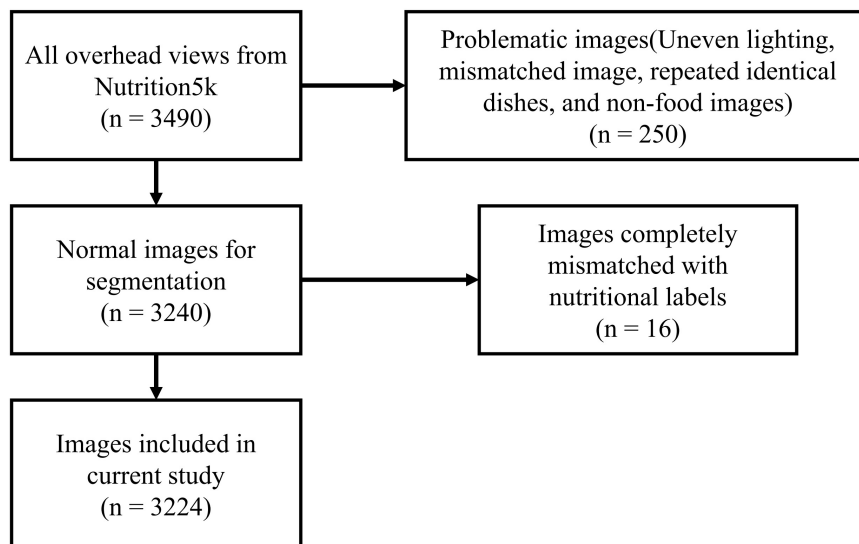 All overhead views from
Nutrition5k
(n = 3490)
Problematic images(Uneven lighting,
mismatched image, repeated identical
dishes, and non-food images)
(n = 250)
Normal images for
segmentation
(n = 3240)
Images completely
mismatched with
nutritional labels
(n = 16)
Images included in
current study
(n = 3224)